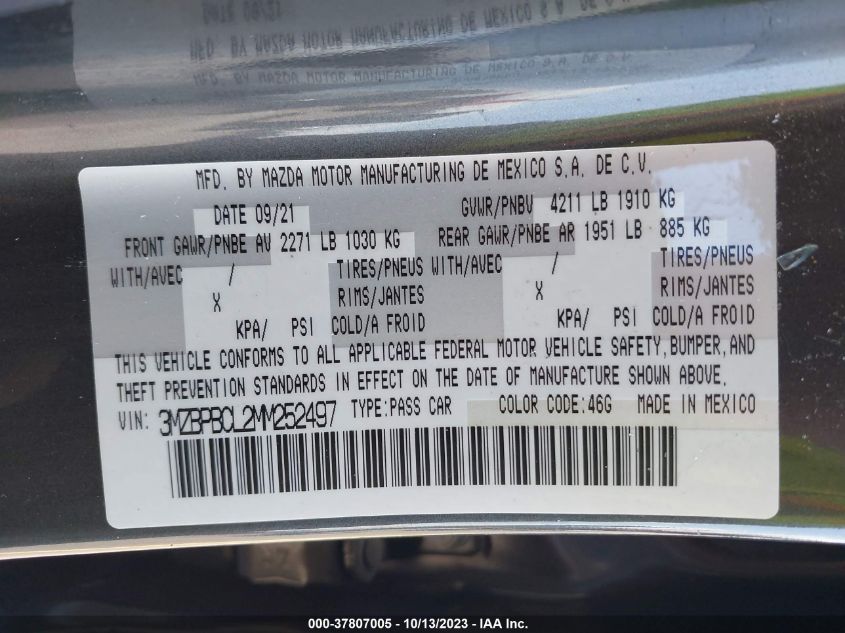 MFD. BY MAZDA MOTOR MANUFACTURING DE MEXICO S.A. DE C.V.
DATE 09/21 GVWR/PNBV 4211 LB 1910 KG
FRONT GAWR/PNBE AV 2271 LB 1030 KG REAR GAWR/PNBE AR 1951 LB 885 KG
WITH/AVEC / TIRES/PNEUS WITH/AVEC / TIRES/PNEUS
X RIMS/JANTES X RIMS/JANTES
KPA/ PSI COLD/A FROID KPA/ PSI COLD/A FROID
THIS VEHICLE CONFORMS TO ALL APPLICABLE FEDERAL MOTOR VEHICLE SAFETY, BUMPER, AND
THEFT PREVENTION STANDARDS IN EFFECT ON THE DATE OF MANUFACTURE SHOWN ABOVE.
VIN: 3MZBPBCL2MM252497 TYPE:PASS CAR COLOR CODE:46G MADE IN MEXICO
000-37807005 - 10/13/2023 - IAA Inc.